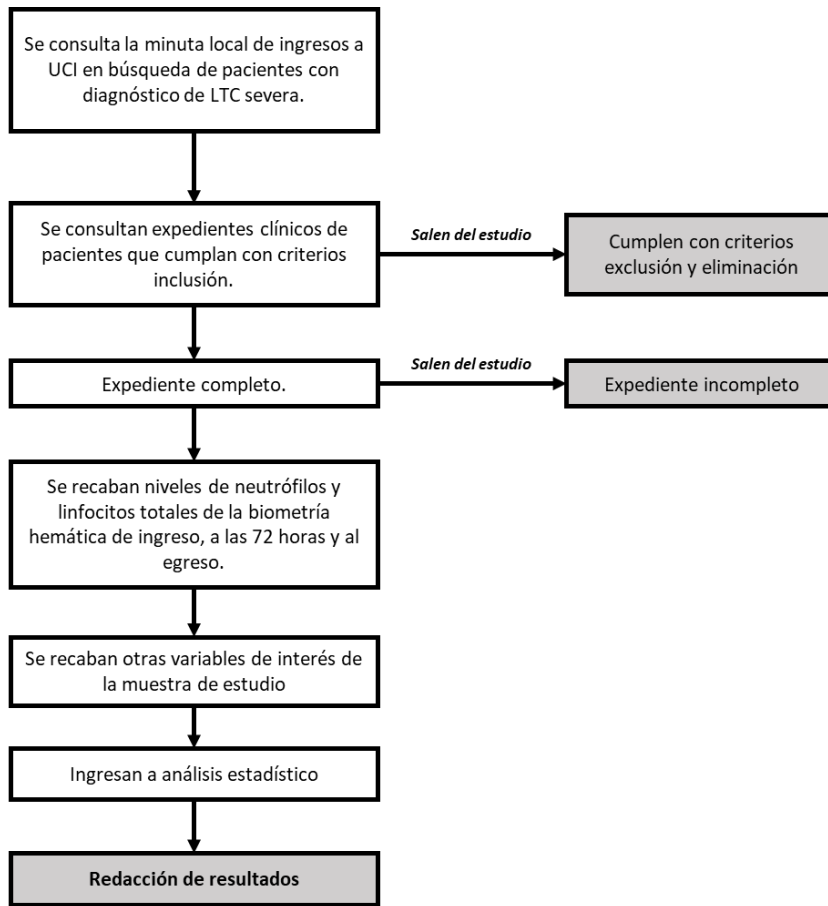 Se consulta la minuta local de ingresos a
UCI en búsqueda de pacientes con
diagnóstico de LTC severa.
Se consultan expedientes clínicos de
pacientes que cumplan con criterios
inclusión.
Salen del estudio
Cumplen con criterios
exclusión y eliminación
Expediente completo.
Salen del estudio
Expediente incompleto
Se recaban niveles de neutrófilos y
linfocitos totales de la biometría
hemática de ingreso, a las 72 horas y al
egreso.
Se recaban otras variables de interés de
la muestra de estudio
Ingresan a análisis estadístico
Redacción de resultados